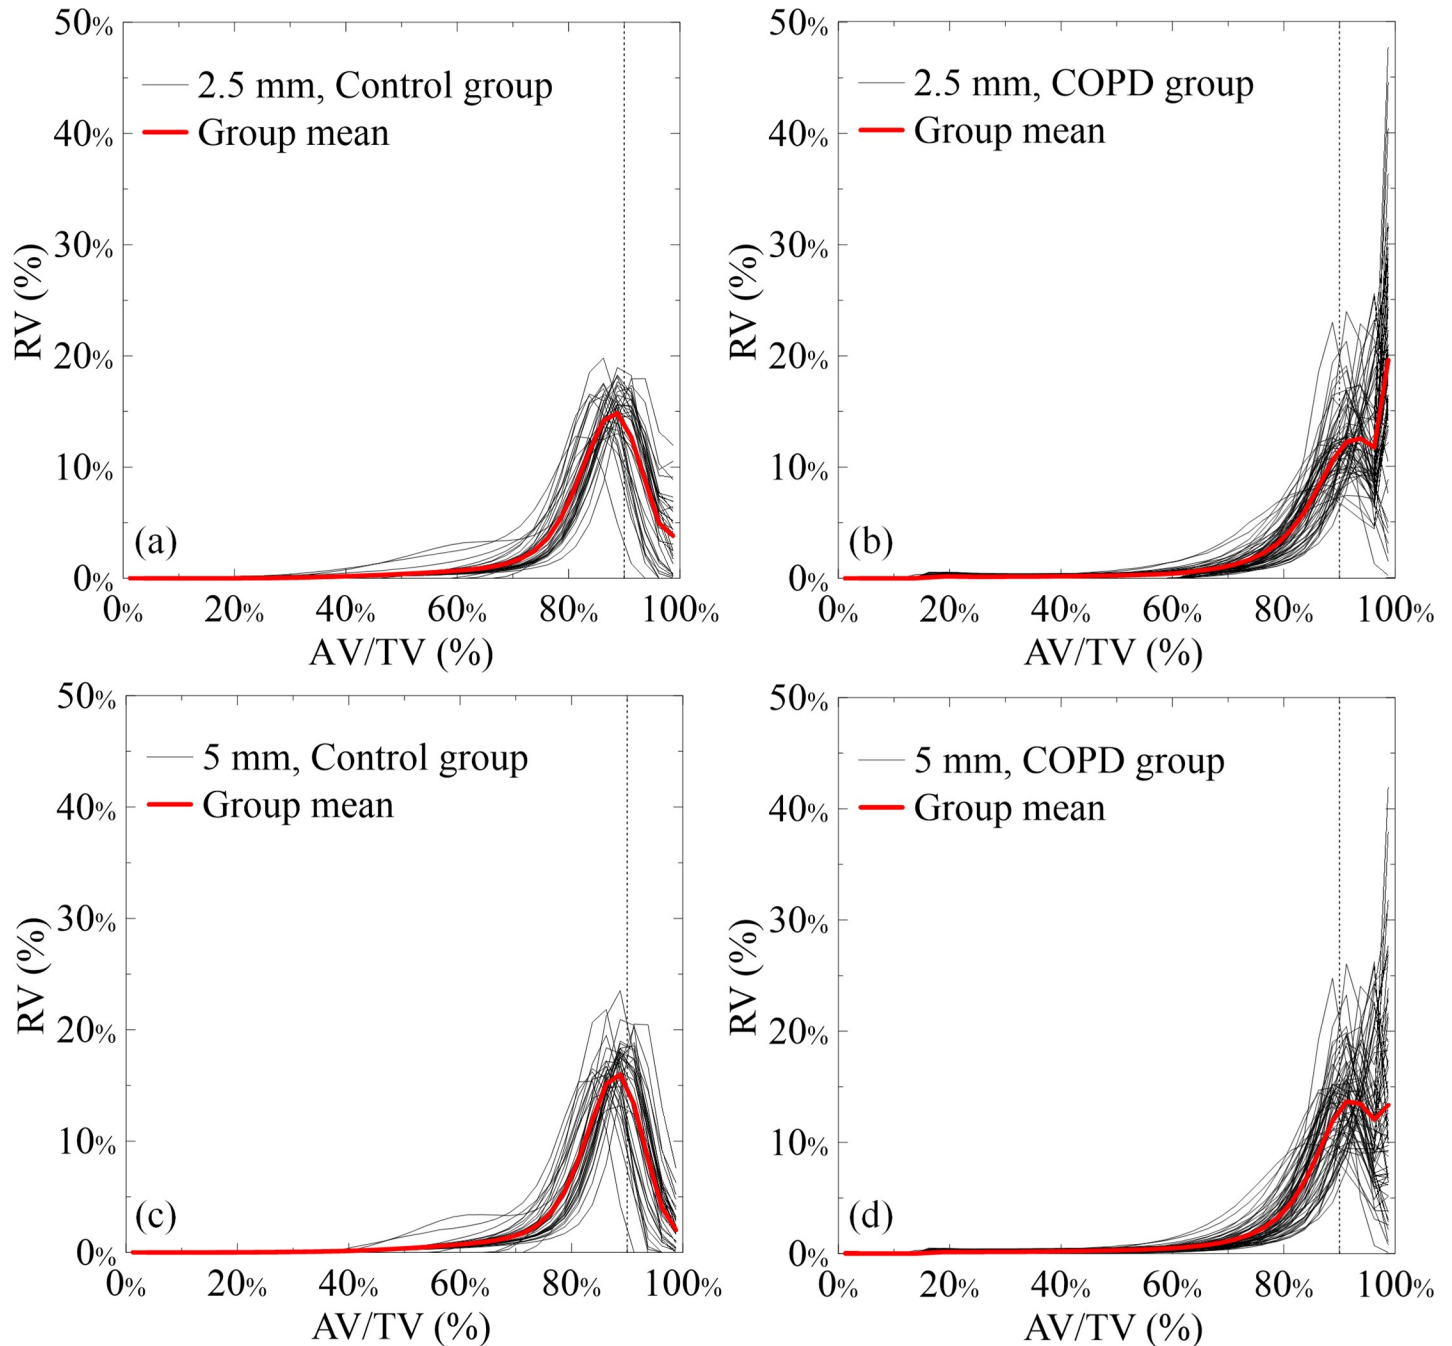 50%
40%
30%
20%
10%
0%
RV (%)
2.5 mm, Control group
Group mean
(a)
0% 20% 40% 60% 80% 100%
AV/TV (%)
50%
40%
30%
20%
10%
0%
RV (%)
2.5 mm, COPD group
Group mean
(b)
0% 20% 40% 60% 80% 100%
AV/TV (%)
50%
40%
30%
20%
10%
0%
RV (%)
5 mm, Control group
Group mean
(c)
0% 20% 40% 60% 80% 100%
AV/TV (%)
50%
40%
30%
20%
10%
0%
RV (%)
5 mm, COPD group
Group mean
(d)
0% 20% 40% 60% 80% 100%
AV/TV (%)